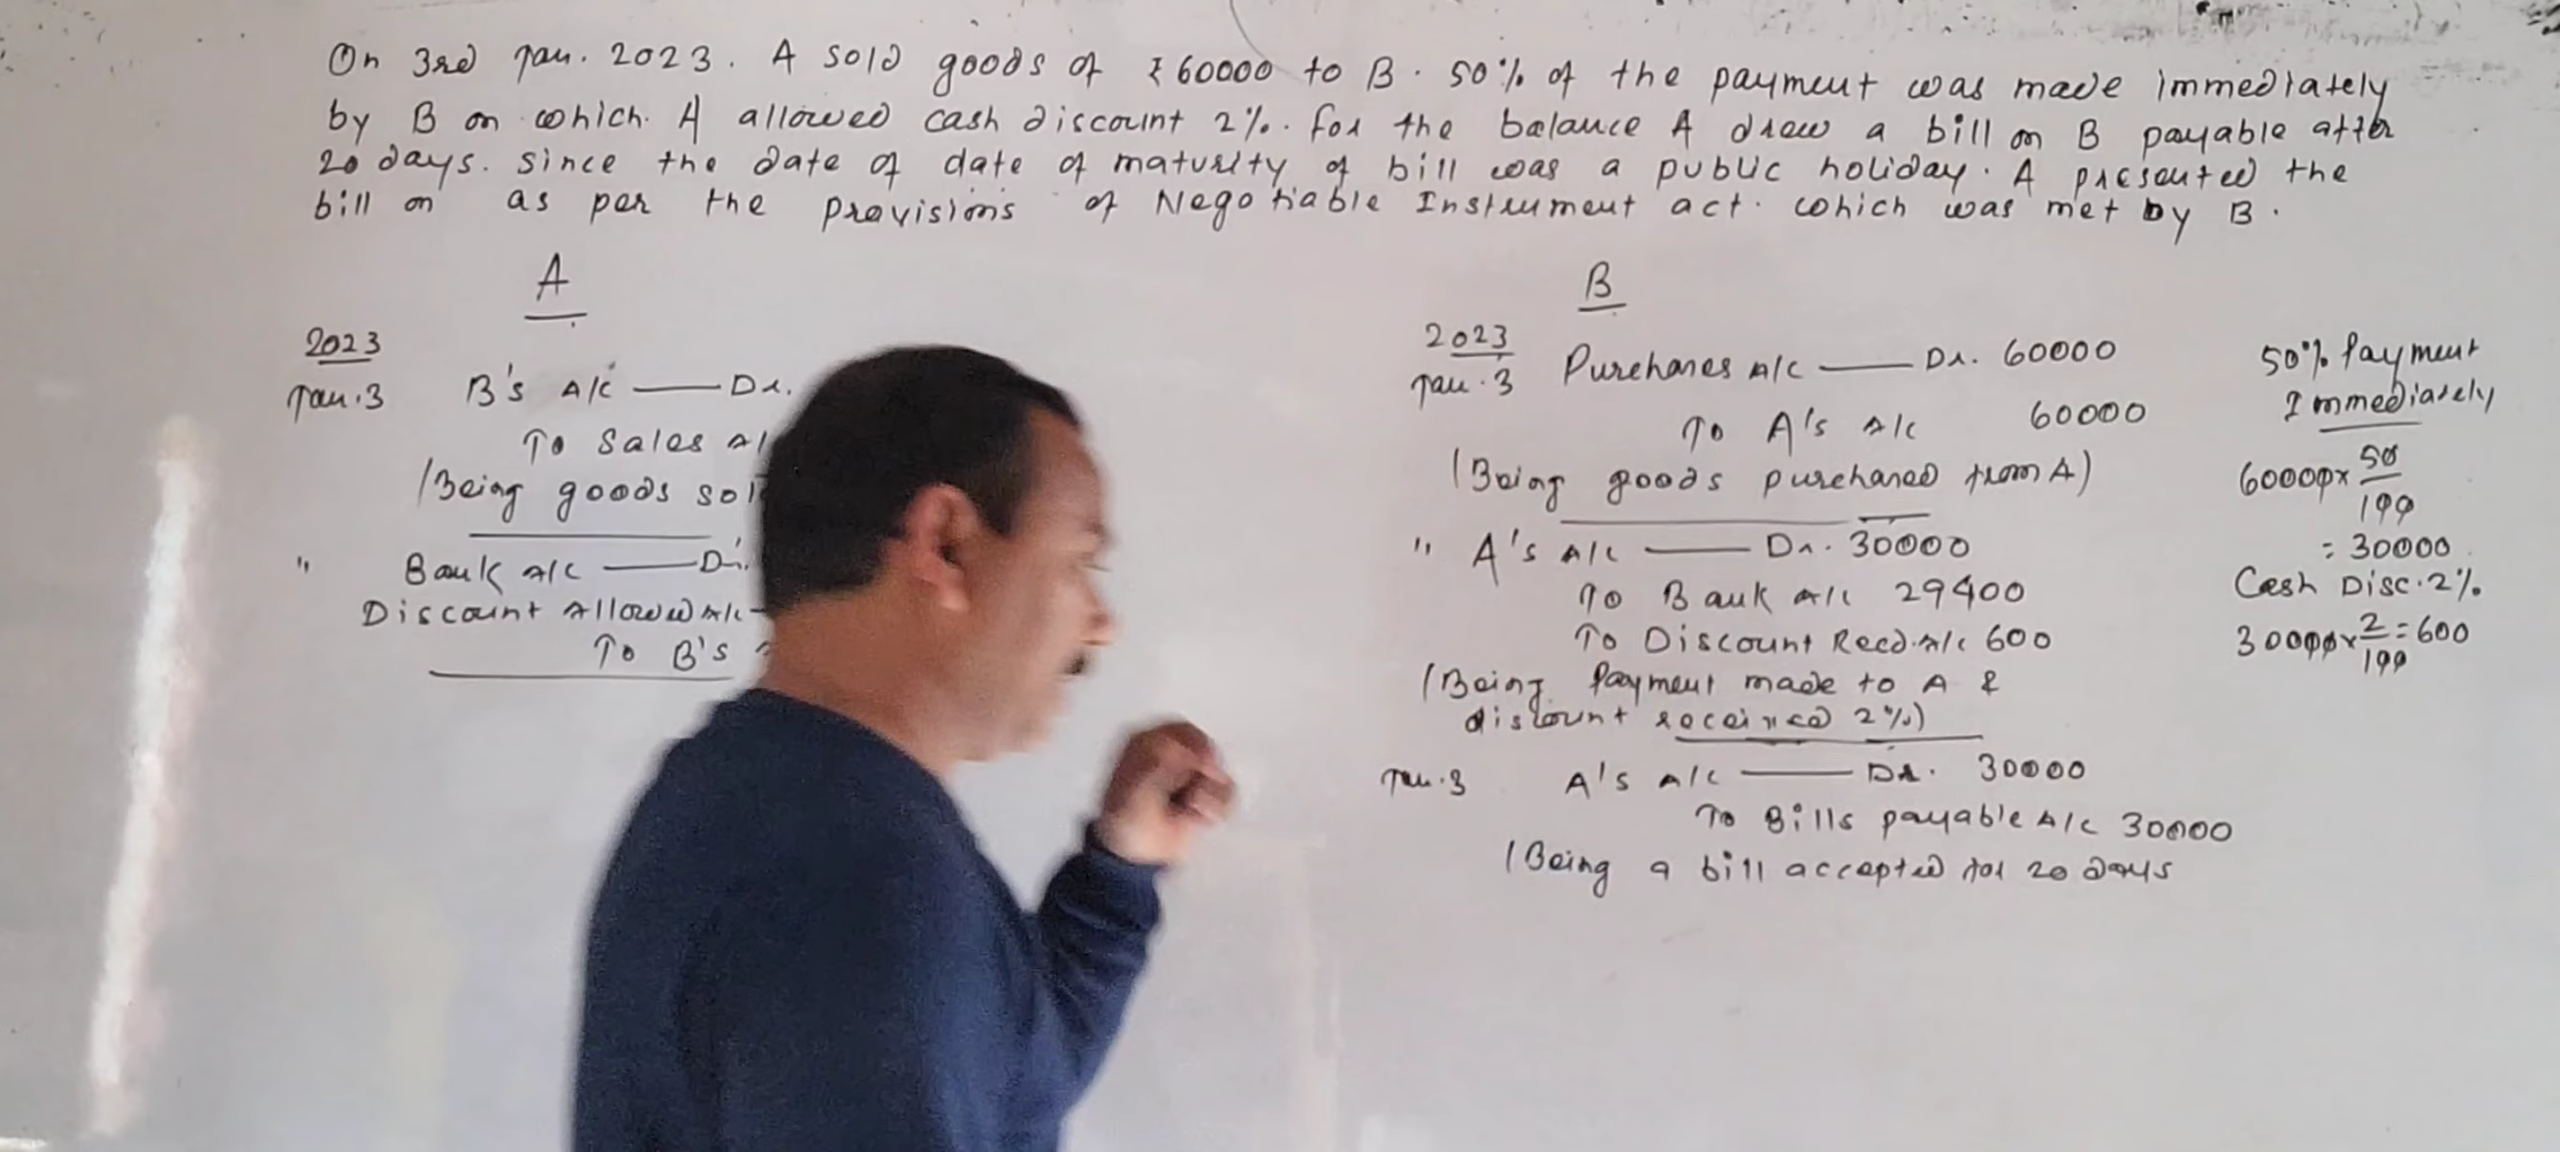 On 3rd Jan. 2023. A sold goods of ₹60000 to B. 50% of the payment was made immediately
by B on which. A allowed cash discount 2%. for the balance A drew a bill on B payable after
20 days. since the date of date of maturity of bill was a public holiday. A presented the
bill on as per the provisions of Negotiable Instrument act. which was met by B.
A
2023
Jan. 3 B's A/c —— Dr.
To Sales A/
(Being goods sol
" Bank A/c —— Dr.
Discount Allowed A/c -
To B's
B
2023
Jan. 3 Purchases A/c —— Dr. 60000
To A's A/c 60000
(Being goods purchased from A)
" A's A/c —— Dr. 30000
To Bank A/c 29400
To Discount Recd. A/c 600
(Being Payment made to A &
discount received 2%)
Jan. 3 A's A/c —— Dr. 30000
To Bills payable A/c 30000
(Being a bill accepted for 20 days
50% Payment
Immediately
60000 x 50/100
= 30000
Cash Disc. 2%
30000 x 2/100 = 600